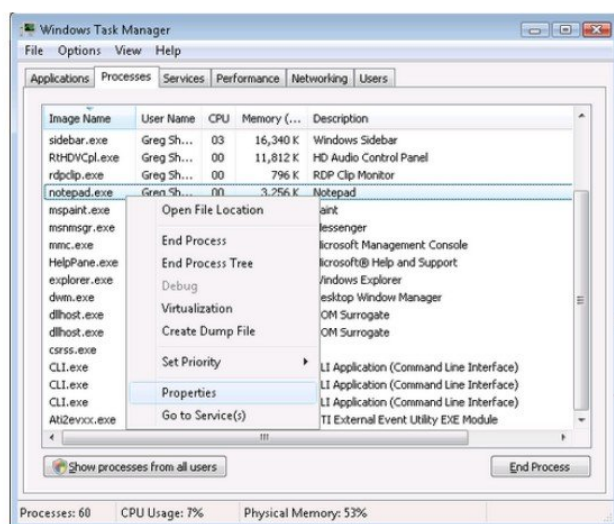 Windows Task Manager
File Options View Help
Applications Processes Services Performance Networking Users
Image Name User Name CPU Memory (... Description
sidebar.exe Greg Sh... 03 16,340 K Windows Sidebar
RtHDVCpl.exe Greg Sh... 00 11,812 K HD Audio Control Panel
rdpclip.exe Greg Sh... 00 796 K RDP Clip Monitor
notepad.exe Greg Sh... 00 3,256 K Notepad
mspaint.exe Open File Location aint
msnmsgr.exe essenger
mmc.exe End Process icrosoft Management Console
HelpPane.exe End Process Tree icrosoft® Help and Support
explorer.exe Debug indows Explorer
dwm.exe Virtualization esktop Window Manager
dllhost.exe OM Surrogate
dllhost.exe Create Dump File OM Surrogate
csrss.exe
CLI.exe Set Priority LI Application (Command Line Interface)
CLI.exe Properties LI Application (Command Line Interface)
CLI.exe LI Application (Command Line Interface)
Ati2evxx.exe Go to Service(s) TI External Event Utility EXE Module
Show processes from all users End Process
Processes: 60 CPU Usage: 7% Physical Memory: 53%